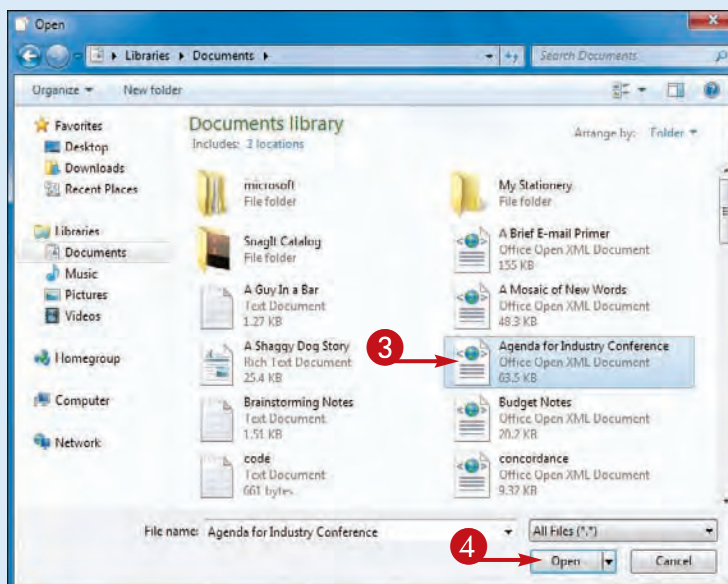 Open
Libraries ▸ Documents ▸
Search Documents
Organize New folder
Favorites
Desktop
Downloads
Recent Places
Libraries
Documents
Music
Pictures
Videos
Homegroup
Computer
Network
Documents library
Includes: 2 locations
Arrange by: Folder
microsoft
File folder
My Stationery
File folder
SnagIt Catalog
File folder
A Brief E-mail Primer
Office Open XML Document
155 KB
A Guy In a Bar
Text Document
1.27 KB
A Mosaic of New Words
Office Open XML Document
48.3 KB
A Shaggy Dog Story
Rich Text Document
25.4 KB
3
Agenda for Industry Conference
Office Open XML Document
63.5 KB
Brainstorming Notes
Text Document
1.51 KB
Budget Notes
Office Open XML Document
20.2 KB
code
Text Document
661 bytes
concordance
Office Open XML Document
9.37 KB
File name: Agenda for Industry Conference
All Files (*.*)
4
Open Cancel